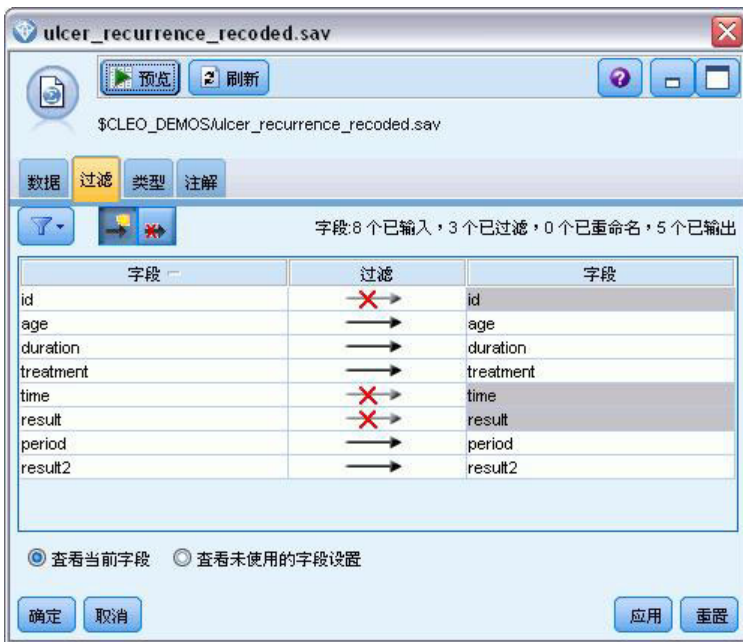 ulcer_recurrence_recoded.sav
预览 2 刷新 ?
$CLEO_DEMOS/ulcer_recurrence_recoded.sav
数据 过滤 类型 注解
字段:8 个已输入，3 个已过滤，0 个已重命名，5 个已输出
字段 过滤 字段
id id
age age
duration duration
treatment treatment
time time
result result
period period
result2 result2
查看当前字段 查看未使用的字段设置
确定 取消 应用 重置